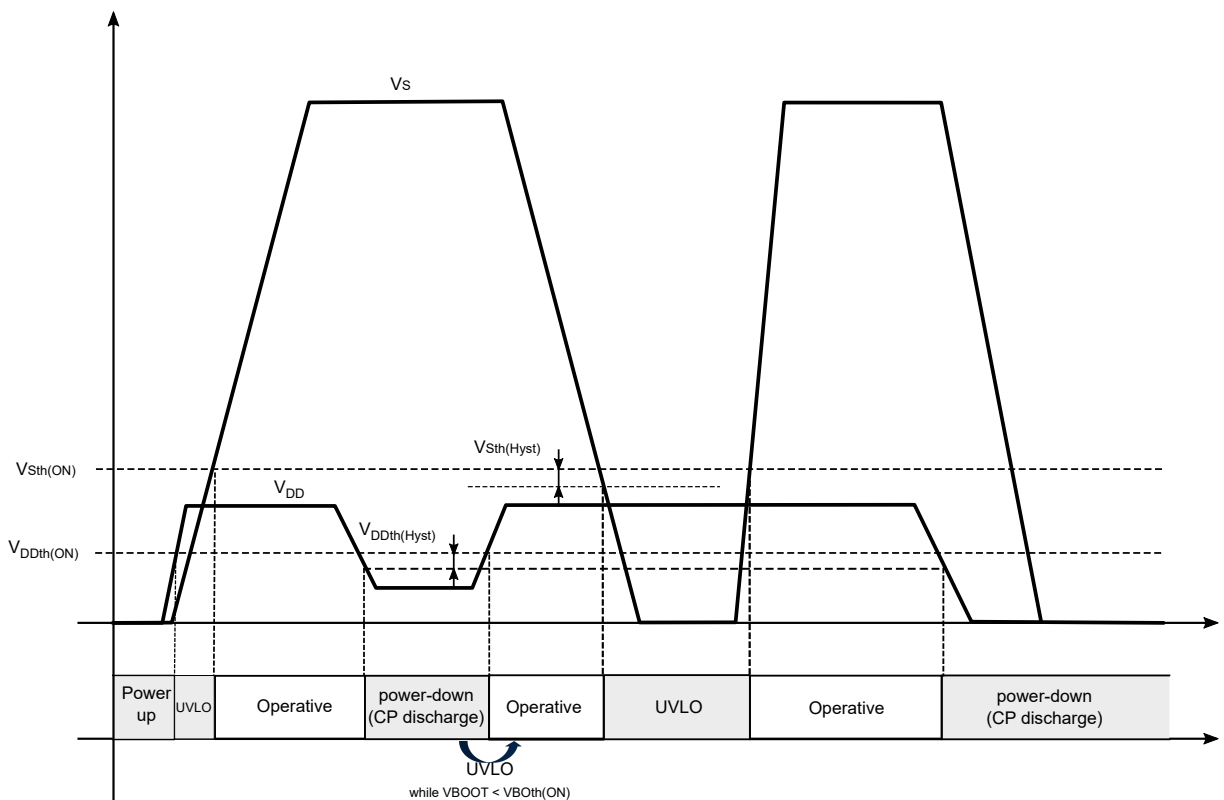 Vs
VSth(Hyst)
VSth(ON)
VDD
VDDth(Hyst)
VDDth(ON)
Power
up
UVLO
Operative
power-down
(CP discharge)
Operative
UVLO
Operative
power-down
(CP discharge)
UVLO
while VBOOT < VBOth(ON)